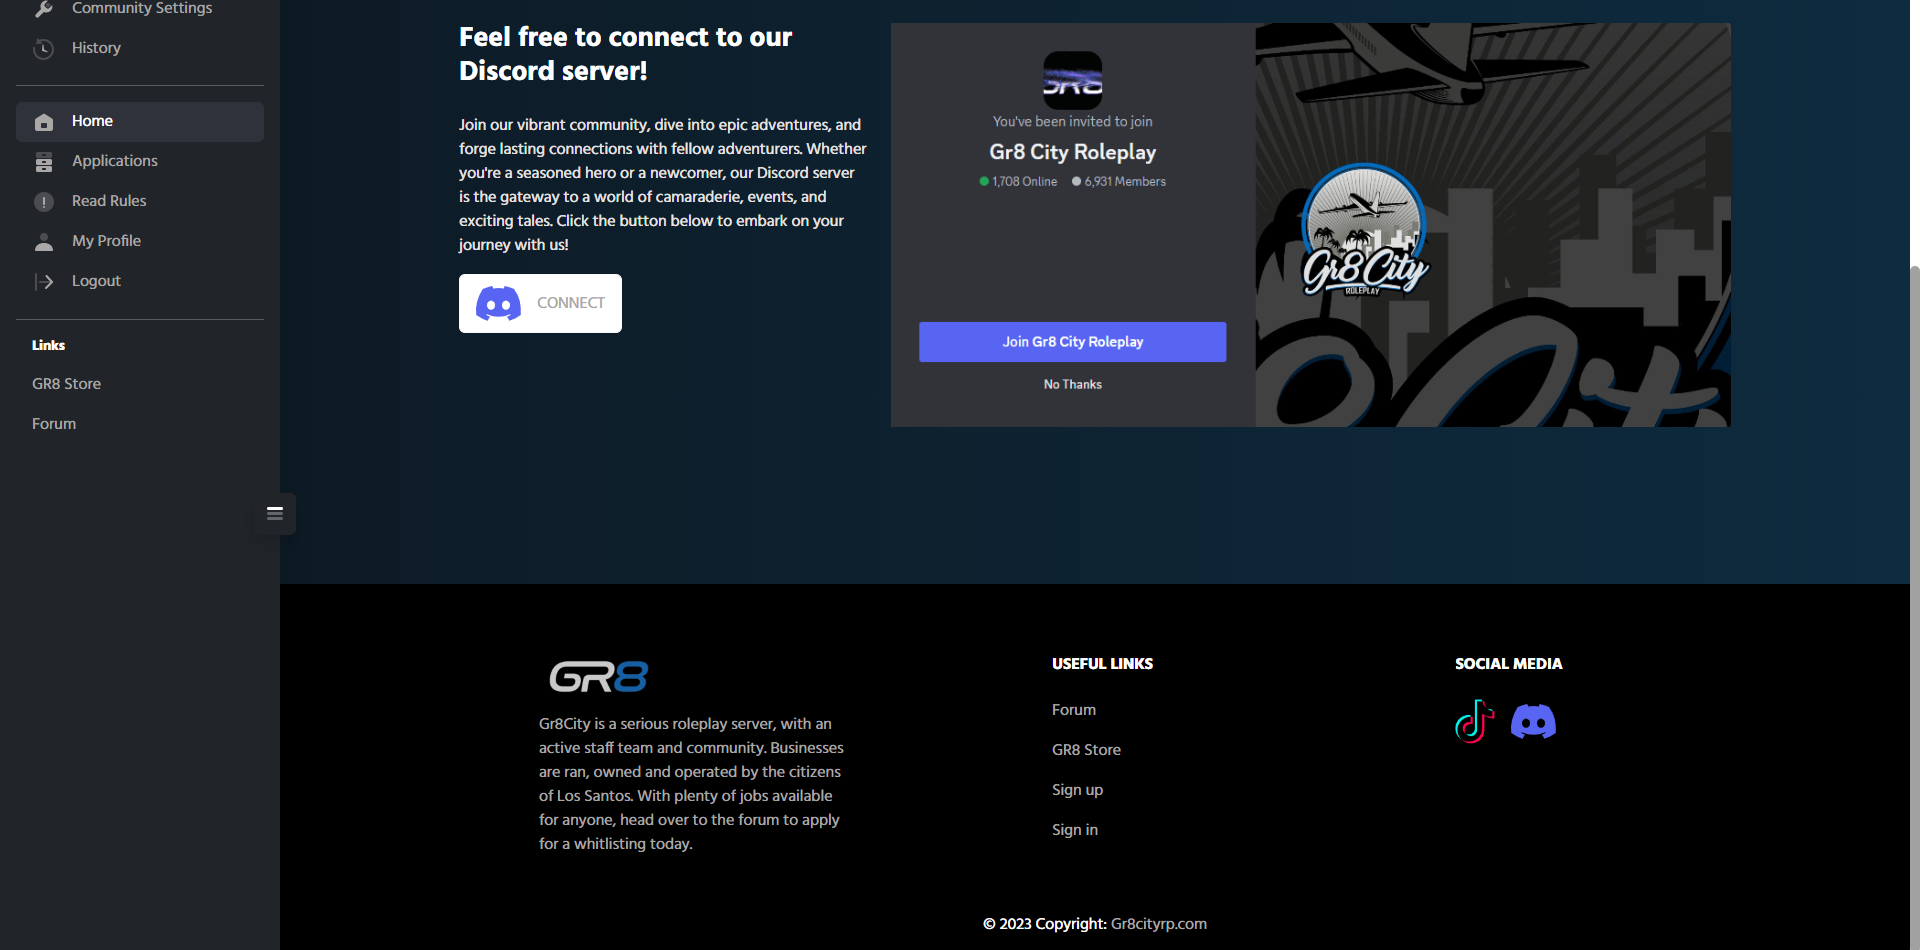 Community Settings
History
Home
Applications
Read Rules
My Profile
Logout
Links
GR8 Store
Forum
Feel free to connect to our
Discord server!
Join our vibrant community, dive into epic adventures, and
forge lasting connections with fellow adventurers. Whether
you're a seasoned hero or a newcomer, our Discord server
is the gateway to a world of camaraderie, events, and
exciting tales. Click the button below to embark on your
journey with us!
CONNECT
GR8
You've been invited to join
Gr8 City Roleplay
1,708 Online 6,931 Members
Join Gr8 City Roleplay
No Thanks
Gr8 City
ROLEPLAY
GR8
Gr8City is a serious roleplay server, with an
active staff team and community. Businesses
are ran, owned and operated by the citizens
of Los Santos. With plenty of jobs available
for anyone, head over to the forum to apply
for a whitlisting today.
USEFUL LINKS
Forum
GR8 Store
Sign up
Sign in
SOCIAL MEDIA
© 2023 Copyright: Gr8cityrp.com